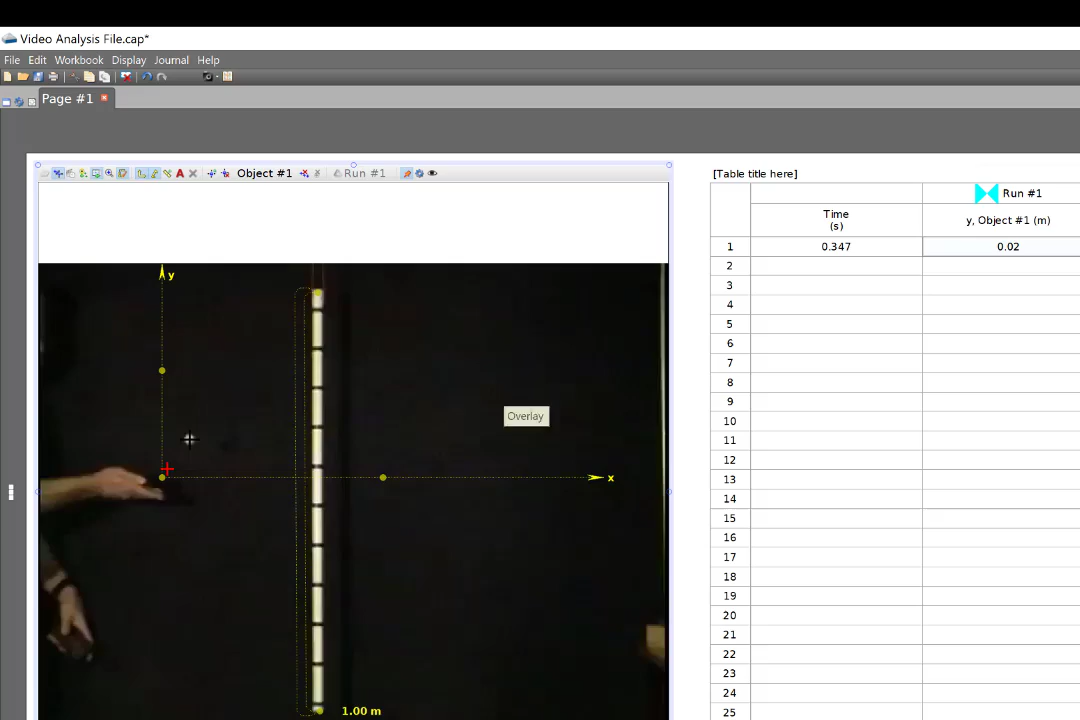 Video Analysis File.cap*
File Edit Workbook Display Journal Help
Page #1
A Object #1 Run #1
[Table title here]
Run #1
Time
(s)
y, Object #1 (m)
1 0.347 0.02
2
3
4
5
6
7
8
9
10
11
12
13
14
15
16
17
18
19
20
21
22
23
24
25
y
Overlay
x
1.00 m